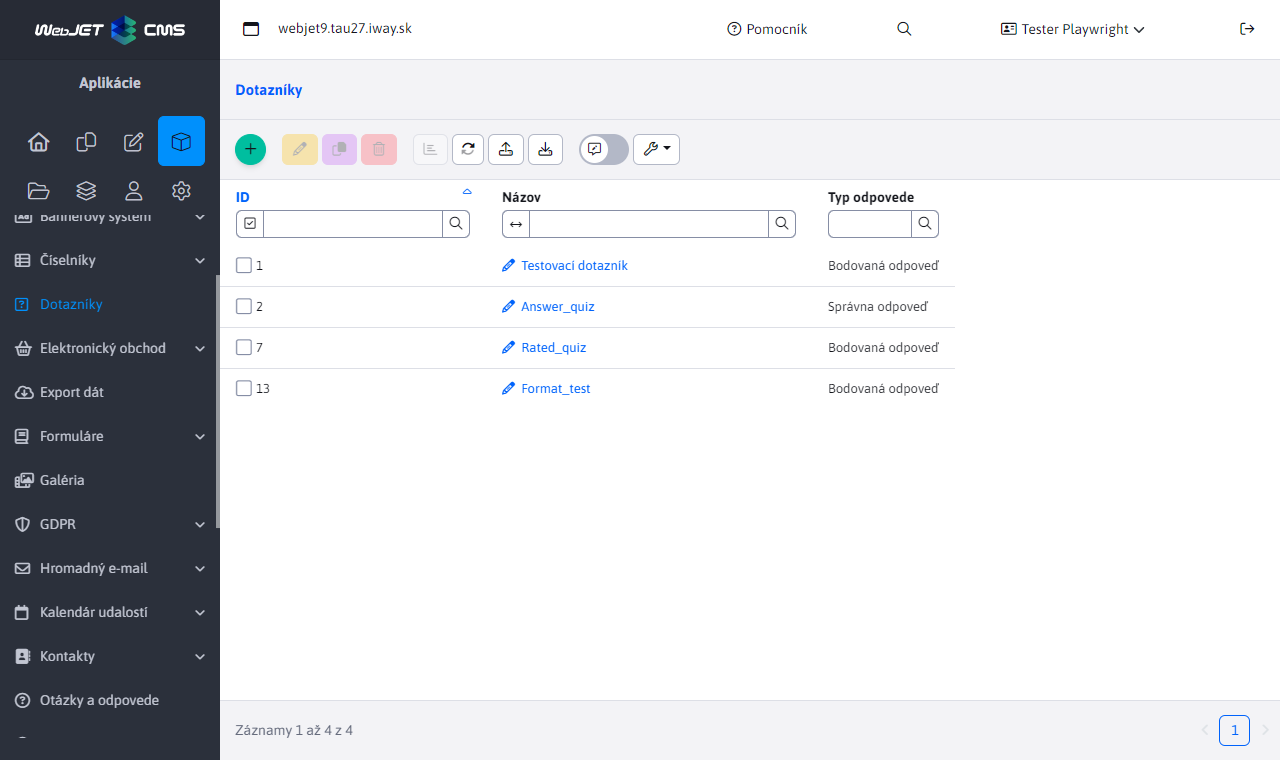 WebJET CMS
webjet9.tau27.iway.sk
Pomocník
Tester Playwright
Aplikácie
Bannerový systém
Číselníky
Dotazníky
Elektronický obchod
Export dát
Formuláre
Galéria
GDPR
Hromadný e-mail
Kalendár udalostí
Kontakty
Otázky a odpovede
Dotazníky
ID Názov Typ odpovede
1 Testovací dotazník Bodovaná odpoveď
2 Answer_quiz Správna odpoveď
7 Rated_quiz Bodovaná odpoveď
13 Format_test Bodovaná odpoveď
Záznamy 1 až 4 z 4
1